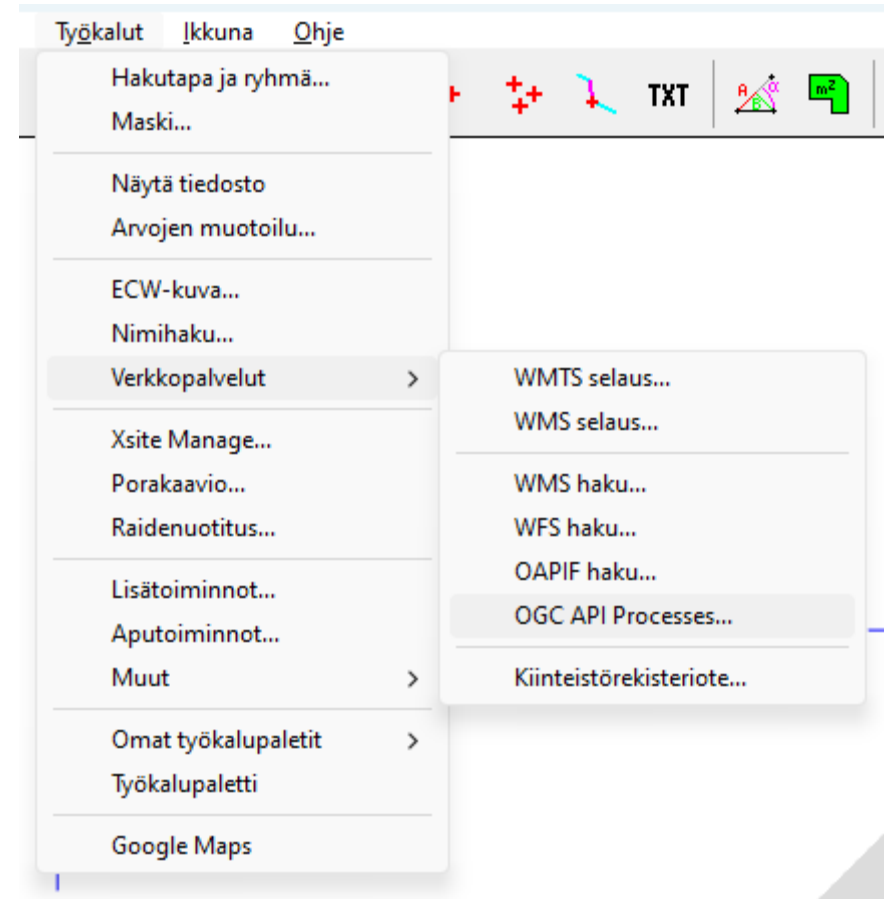 Työkalut Ikkuna Ohje
TXT
A
B
α
m²
Hakutapa ja ryhmä...
Maski...
Näytä tiedosto
Arvojen muotoilu...
ECW-kuva...
Nimihaku...
Verkkopalvelut
Xsite Manage...
Porakaavio...
Raidenuotitus...
Lisätoiminnot...
Aputoiminnot...
Muut
Omat työkalupaletit
Työkalupaletti
Google Maps
WMTS selaus...
WMS selaus...
WMS haku...
WFS haku...
OAPIF haku...
OGC API Processes...
Kiinteistörekisteriote...